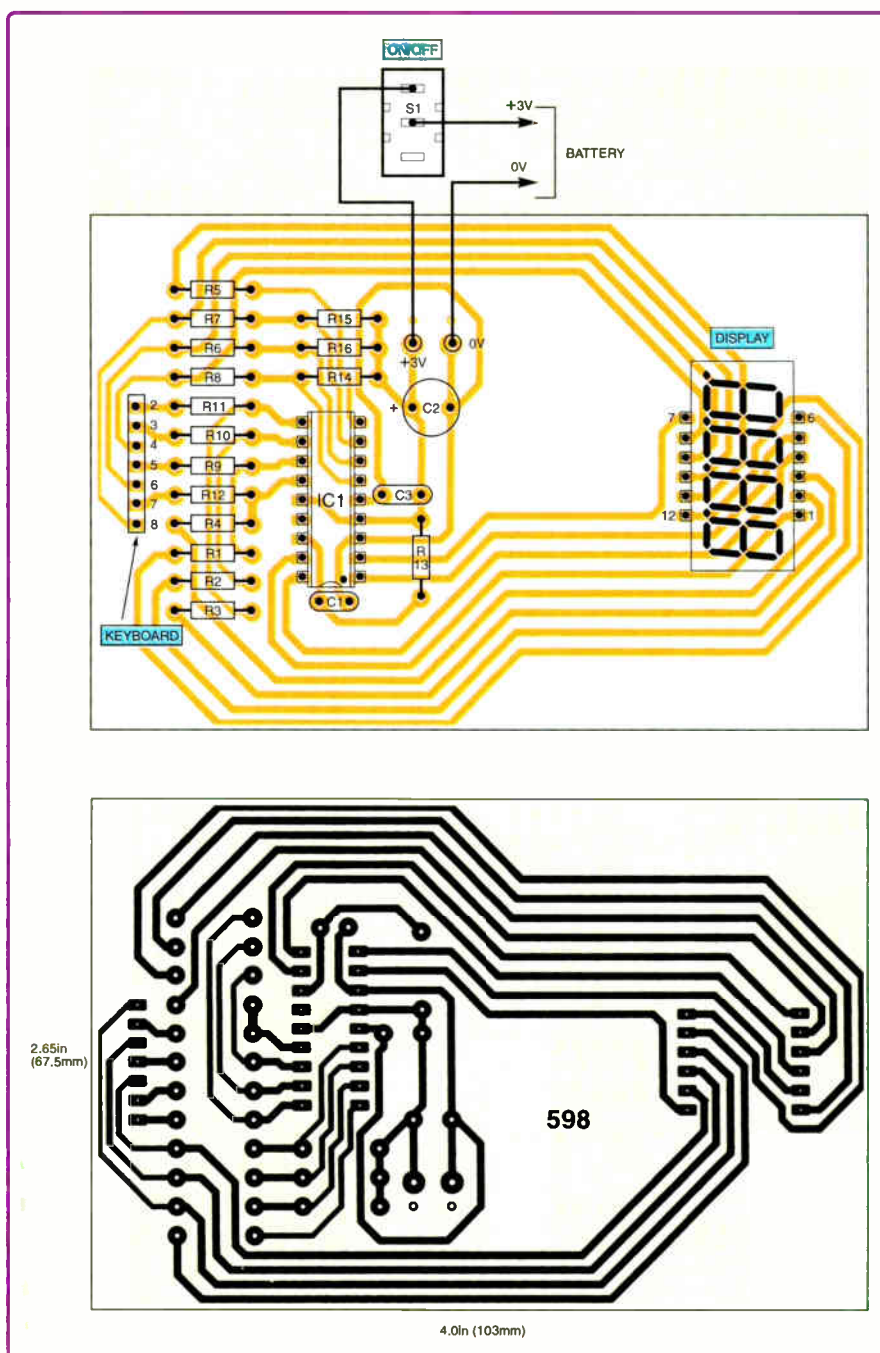 ON/OFF
S1
+3V
BATTERY
0V
R5
R7
R15
R6
R16
0V
DISPLAY
+3V
R8
R14
2
R11
+
C2
7
6
3
4
R10
5
R9
6
R12
IC1
C3
7
8
R4
12
1
R1
R
13
R2
C1
R3
KEYBOARD
2.65in
(67.5mm)
598
4.0in (103mm)